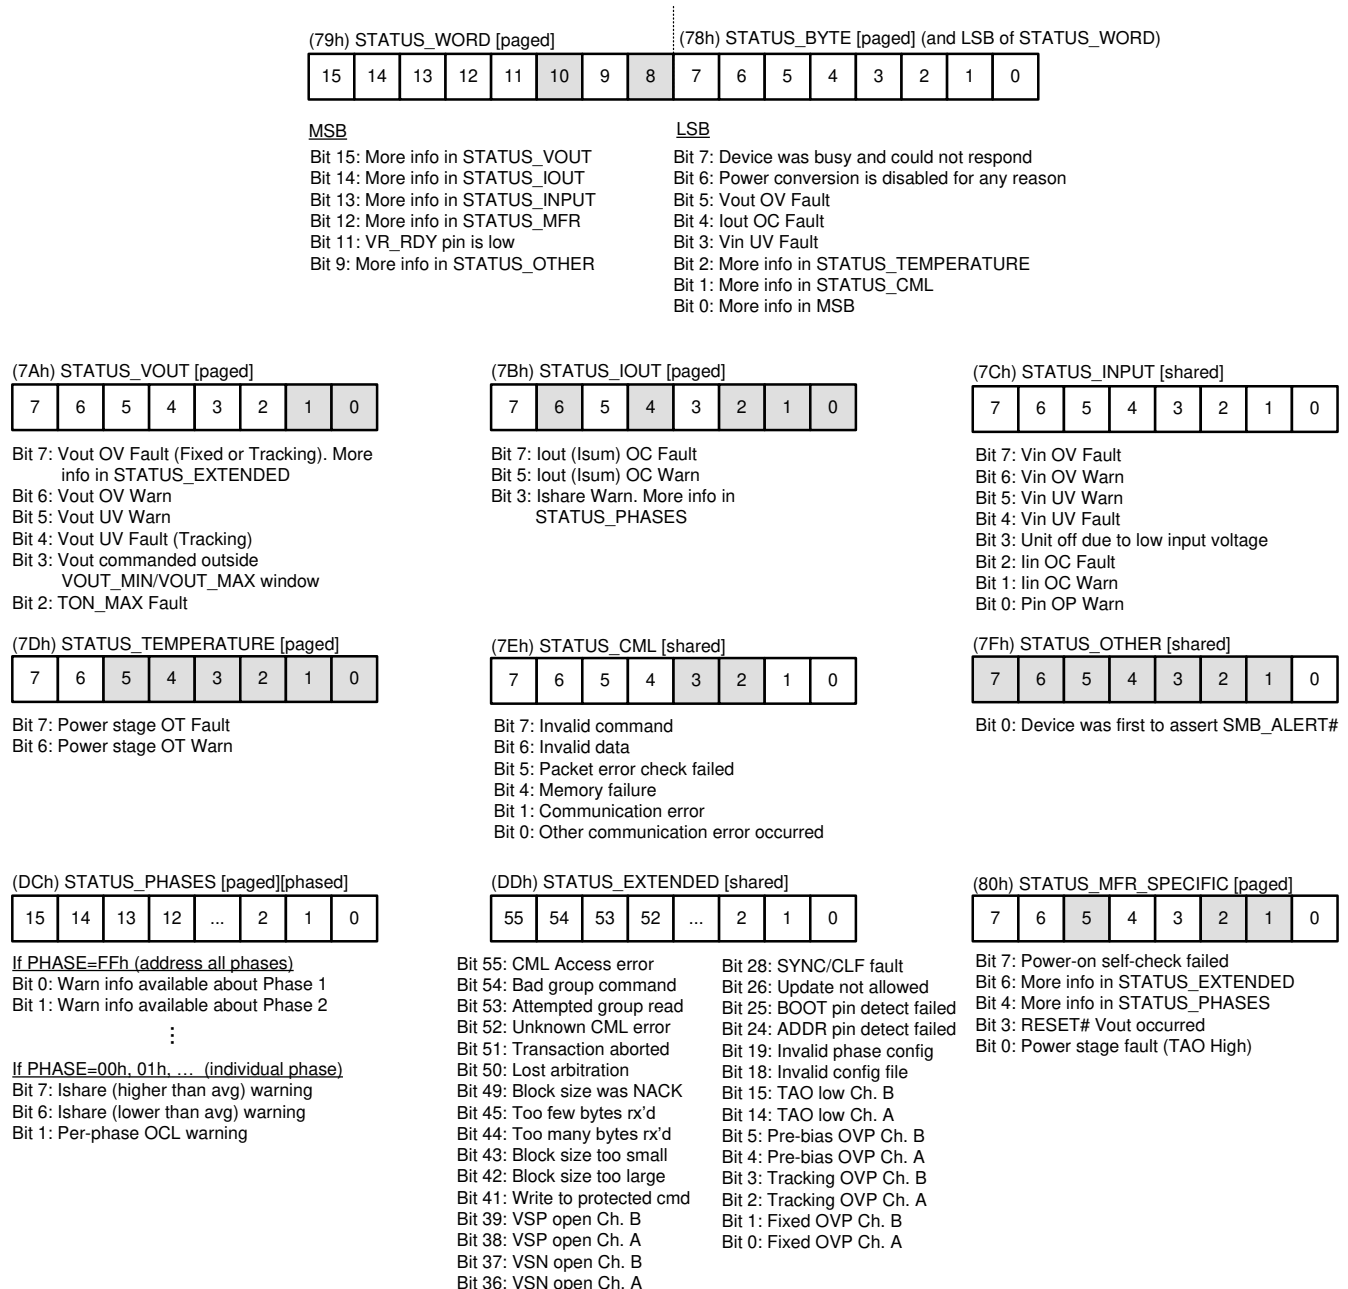 (79h) STATUS_WORD [paged]
(78h) STATUS_BYTE [paged] (and LSB of STATUS_WORD)
15 14 13 12 11 10 9 8 7 6 5 4 3 2 1 0
MSB
Bit 15: More info in STATUS_VOUT
Bit 14: More info in STATUS_IOUT
Bit 13: More info in STATUS_INPUT
Bit 12: More info in STATUS_MFR
Bit 11: VR_RDY pin is low
Bit 9: More info in STATUS_OTHER
LSB
Bit 7: Device was busy and could not respond
Bit 6: Power conversion is disabled for any reason
Bit 5: Vout OV Fault
Bit 4: Iout OC Fault
Bit 3: Vin UV Fault
Bit 2: More info in STATUS_TEMPERATURE
Bit 1: More info in STATUS_CML
Bit 0: More info in MSB
(7Ah) STATUS_VOUT [paged]
7 6 5 4 3 2 1 0
Bit 7: Vout OV Fault (Fixed or Tracking). More
info in STATUS_EXTENDED
Bit 6: Vout OV Warn
Bit 5: Vout UV Warn
Bit 4: Vout UV Fault (Tracking)
Bit 3: Vout commanded outside
VOUT_MIN/VOUT_MAX window
Bit 2: TON_MAX Fault
(7Bh) STATUS_IOUT [paged]
7 6 5 4 3 2 1 0
Bit 7: Iout (Isum) OC Fault
Bit 5: Iout (Isum) OC Warn
Bit 3: Ishare Warn. More info in
STATUS_PHASES
(7Ch) STATUS_INPUT [shared]
7 6 5 4 3 2 1 0
Bit 7: Vin OV Fault
Bit 6: Vin OV Warn
Bit 5: Vin UV Warn
Bit 4: Vin UV Fault
Bit 3: Unit off due to low input voltage
Bit 2: Iin OC Fault
Bit 1: Iin OC Warn
Bit 0: Pin OP Warn
(7Dh) STATUS_TEMPERATURE [paged]
7 6 5 4 3 2 1 0
Bit 7: Power stage OT Fault
Bit 6: Power stage OT Warn
(7Eh) STATUS_CML [shared]
7 6 5 4 3 2 1 0
Bit 7: Invalid command
Bit 6: Invalid data
Bit 5: Packet error check failed
Bit 4: Memory failure
Bit 1: Communication error
Bit 0: Other communication error occurred
(7Fh) STATUS_OTHER [shared]
7 6 5 4 3 2 1 0
Bit 0: Device was first to assert SMB_ALERT#
(DCh) STATUS_PHASES [paged][phased]
15 14 13 12 ... 2 1 0
If PHASE=FFh (address all phases)
Bit 0: Warn info available about Phase 1
Bit 1: Warn info available about Phase 2
⋮
If PHASE=00h, 01h, … (individual phase)
Bit 7: Ishare (higher than avg) warning
Bit 6: Ishare (lower than avg) warning
Bit 1: Per-phase OCL warning
(DDh) STATUS_EXTENDED [shared]
55 54 53 52 ... 2 1 0
Bit 55: CML Access error
Bit 54: Bad group command
Bit 53: Attempted group read
Bit 52: Unknown CML error
Bit 51: Transaction aborted
Bit 50: Lost arbitration
Bit 49: Block size was NACK
Bit 45: Too few bytes rx'd
Bit 44: Too many bytes rx'd
Bit 43: Block size too small
Bit 42: Block size too large
Bit 41: Write to protected cmd
Bit 39: VSP open Ch. B
Bit 38: VSP open Ch. A
Bit 37: VSN open Ch. B
Bit 36: VSN open Ch. A
Bit 28: SYNC/CLF fault
Bit 26: Update not allowed
Bit 25: BOOT pin detect failed
Bit 24: ADDR pin detect failed
Bit 19: Invalid phase config
Bit 18: Invalid config file
Bit 15: TAO low Ch. B
Bit 14: TAO low Ch. A
Bit 5: Pre-bias OVP Ch. B
Bit 4: Pre-bias OVP Ch. A
Bit 3: Tracking OVP Ch. B
Bit 2: Tracking OVP Ch. A
Bit 1: Fixed OVP Ch. B
Bit 0: Fixed OVP Ch. A
(80h) STATUS_MFR_SPECIFIC [paged]
7 6 5 4 3 2 1 0
Bit 7: Power-on self-check failed
Bit 6: More info in STATUS_EXTENDED
Bit 4: More info in STATUS_PHASES
Bit 3: RESET# Vout occurred
Bit 0: Power stage fault (TAO High)